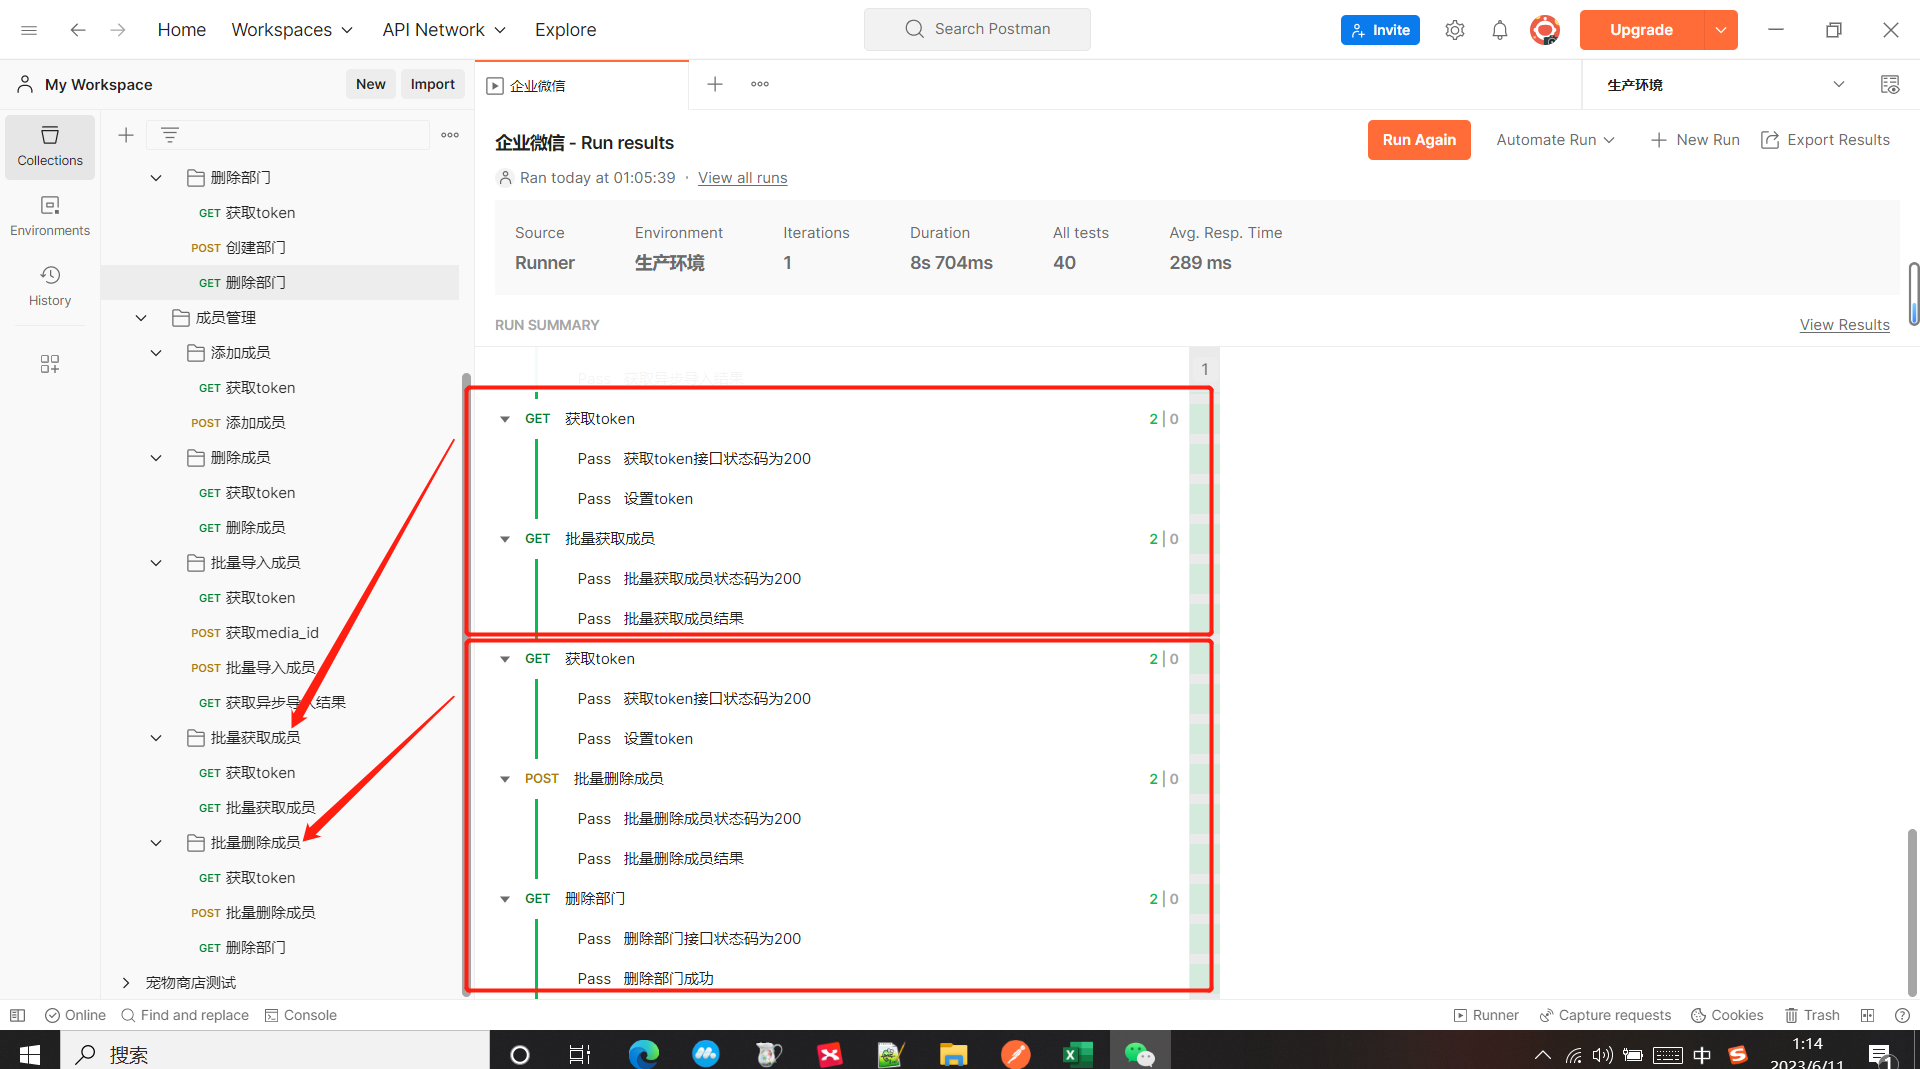 Home
Workspaces
API Network
Explore
Search Postman
Invite
Upgrade
My Workspace
New
Import
企业微信
生产环境
Collections
Environments
History
删除部门
GET 获取token
POST 创建部门
GET 删除部门
成员管理
添加成员
GET 获取token
POST 添加成员
删除成员
GET 获取token
GET 删除成员
批量导入成员
GET 获取token
POST 获取media_id
POST 批量导入成员
GET 获取异步导入结果
批量获取成员
GET 获取token
GET 批量获取成员
批量删除成员
GET 获取token
POST 批量删除成员
GET 删除部门
宠物商店测试
企业微信 - Run results
Run Again
Automate Run
New Run
Export Results
Ran today at 01:05:39 · View all runs
Source
Environment
Iterations
Duration
All tests
Avg. Resp. Time
Runner
生产环境
1
8s 704ms
40
289 ms
RUN SUMMARY
View Results
Pass 获取异步导入结果
1
GET 获取token 2 | 0
Pass 获取token接口状态码为200
Pass 设置token
GET 批量获取成员 2 | 0
Pass 批量获取成员状态码为200
Pass 批量获取成员结果
GET 获取token 2 | 0
Pass 获取token接口状态码为200
Pass 设置token
POST 批量删除成员 2 | 0
Pass 批量删除成员状态码为200
Pass 批量删除成员结果
GET 删除部门 2 | 0
Pass 删除部门接口状态码为200
Pass 删除部门成功
Online
Find and replace
Console
Runner
Capture requests
Cookies
Trash
搜索
中
1:14
2023/6/11
1